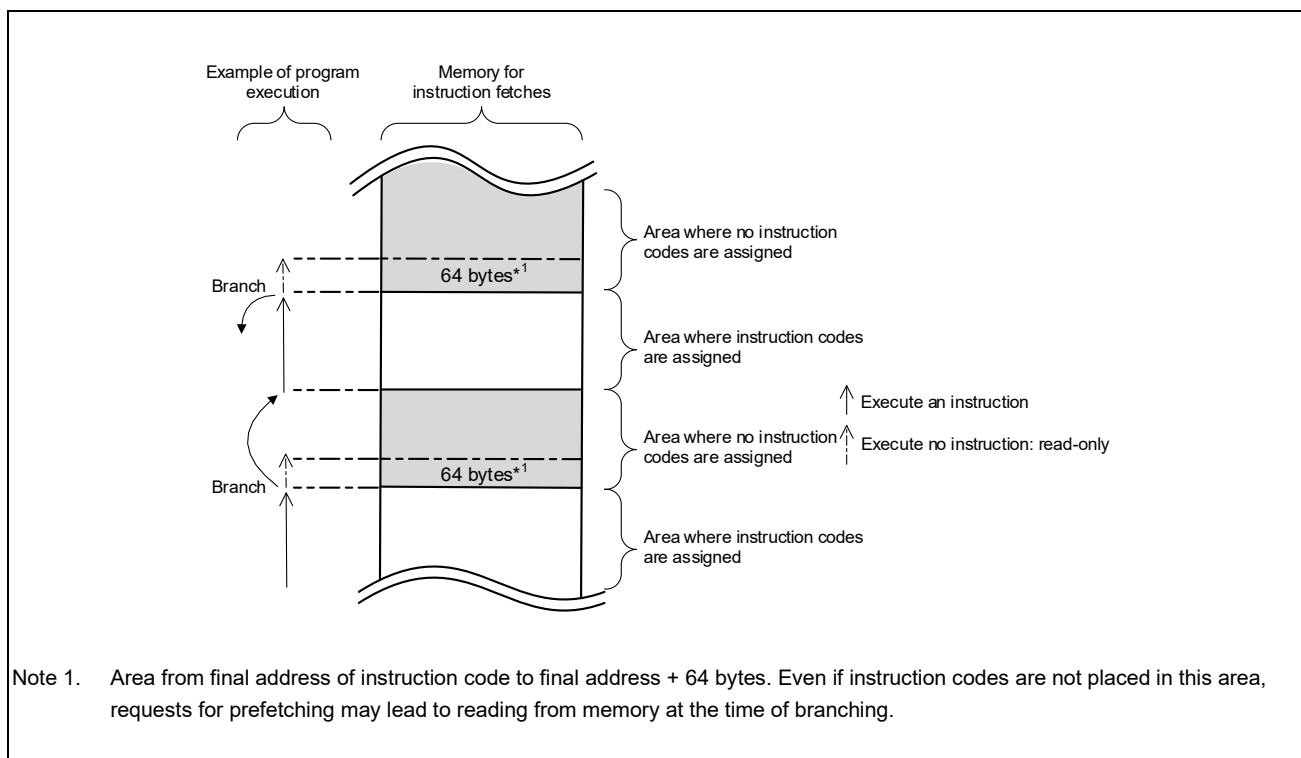 Example of program
execution
Memory for
instruction fetches
Area where no instruction
codes are assigned
64 bytes*1
Branch
Area where instruction codes
are assigned
Execute an instruction
Area where no instruction
codes are assigned
Execute no instruction: read-only
64 bytes*1
Branch
Area where instruction codes
are assigned
Note 1. Area from final address of instruction code to final address + 64 bytes. Even if instruction codes are not placed in this area,
requests for prefetching may lead to reading from memory at the time of branching.